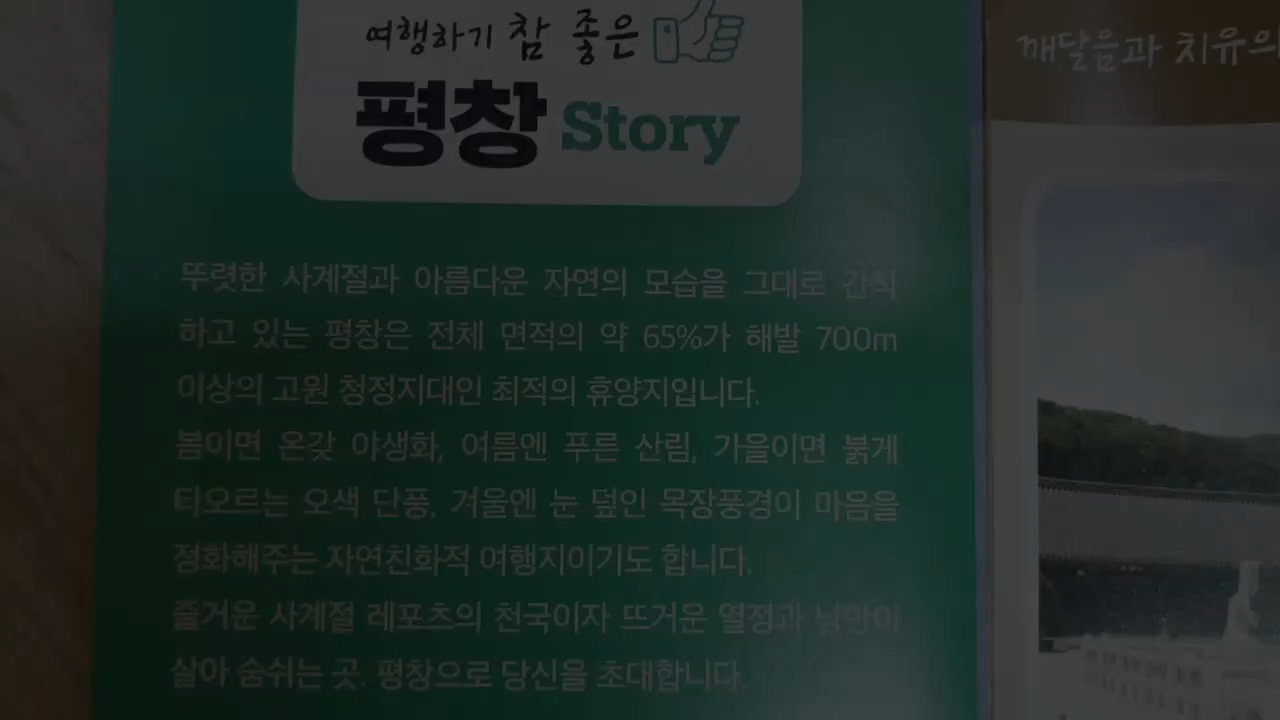 여행하기 참 좋은
평창 Story
뚜렷한 사계절과 아름다운 자연의 모습을 그대로 간직
하고 있는 평창은 전체 면적의 약 65%가 해발 700m
이상의 고원 청정지대인 최적의 휴양지입니다.
봄이면 온갖 야생화, 여름엔 푸른 산림, 가을이면 붉게
타오르는 오색 단풍, 겨울엔 눈 덮인 목장풍경이 마음을
정화해주는 자연친화적 여행지이기도 합니다.
즐거운 사계절 레포츠의 천국이자 뜨거운 열정과 낭만이
살아 숨쉬는 곳. 평창으로 당신을 초대합니다.
깨달음과 치유의